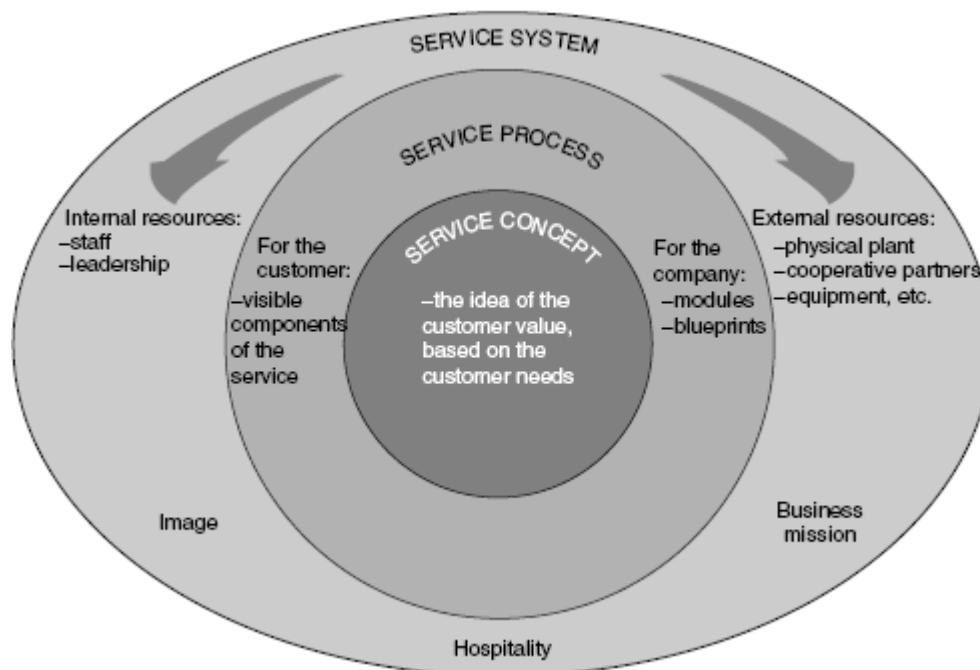 SERVICE SYSTEM
SERVICE PROCESS
SERVICE CONCEPT
–the idea of the
customer value,
based on the
customer needs
Internal resources:
–staff
–leadership
For the
customer:
–visible
components
of the
service
For the
company:
–modules
–blueprints
External resources:
–physical plant
–cooperative partners
–equipment, etc.
Image
Business
mission
Hospitality